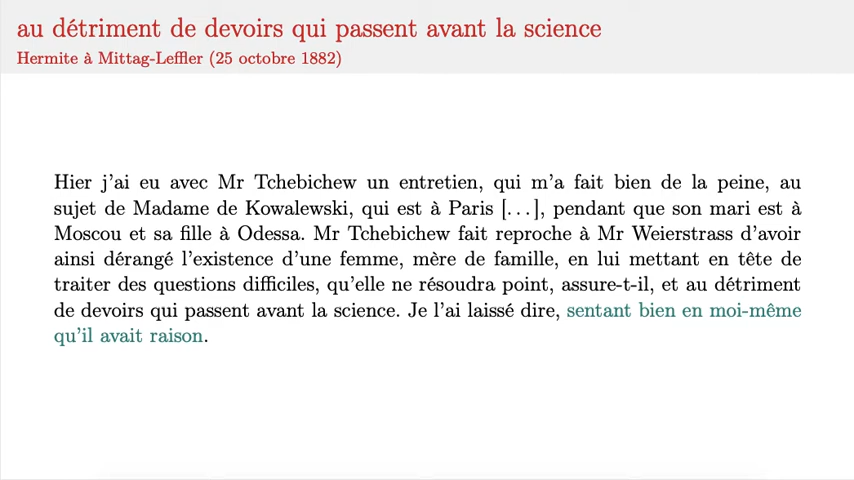 au détriment de devoirs qui passent avant la science
Hermite à Mittag-Leffler (25 octobre 1882)
Hier j'ai eu avec Mr Tchebichew un entretien, qui m'a fait bien de la peine, au
sujet de Madame de Kowalewski, qui est à Paris [...], pendant que son mari est à
Moscou et sa fille à Odessa. Mr Tchebichew fait reproche à Mr Weierstrass d'avoir
ainsi dérangé l'existence d'une femme, mère de famille, en lui mettant en tête de
traiter des questions difficiles, qu'elle ne résoudra point, assure-t-il, et au détriment
de devoirs qui passent avant la science. Je l'ai laissé dire, sentant bien en moi-même
qu'il avait raison.